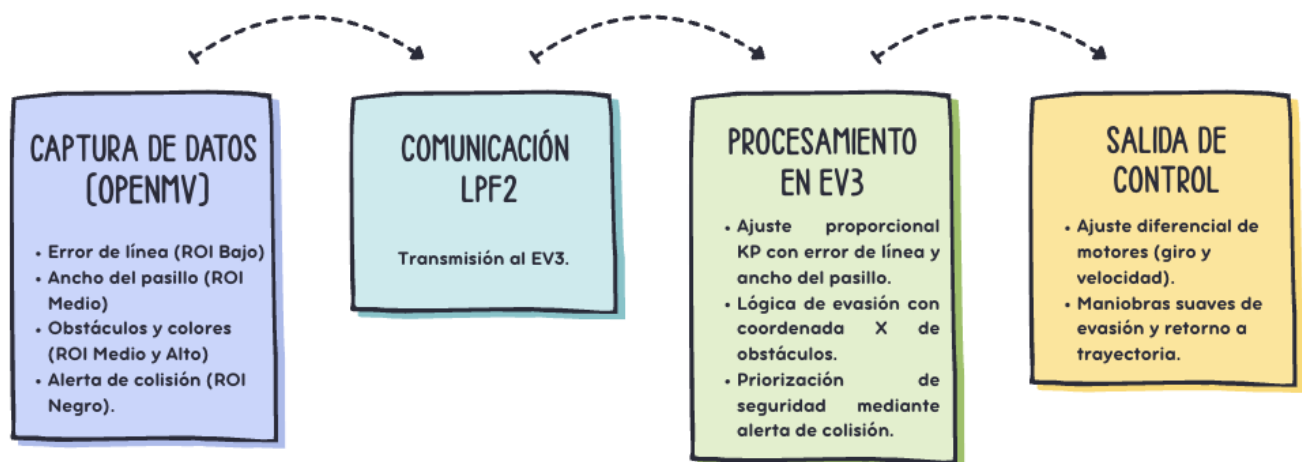 CAPTURA DE DATOS
(OPENMV)
• Error de línea (ROI Bajo)
• Ancho del pasillo (ROI
Medio)
• Obstáculos y colores
(ROI Medio y Alto)
• Alerta de colisión (ROI
Negro).
COMUNICACIÓN
LPF2
Transmisión al EV3.
PROCESAMIENTO
EN EV3
• Ajuste proporcional
KP con error de línea y
ancho del pasillo.
• Lógica de evasión con
coordenada X de
obstáculos.
• Priorización de
seguridad mediante
alerta de colisión.
SALIDA DE
CONTROL
• Ajuste diferencial de
motores (giro y
velocidad).
• Maniobras suaves de
evasión y retorno a
trayectoria.